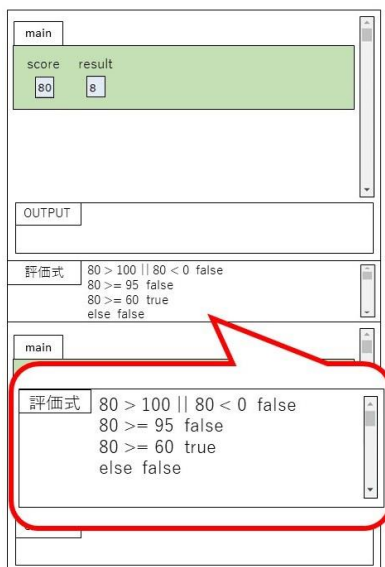 main
score result
80 8
OUTPUT
評価式
80 > 100 || 80 < 0 false
80 >= 95 false
80 >= 60 true
else false
main
評価式
80 > 100 || 80 < 0 false
80 >= 95 false
80 >= 60 true
else false